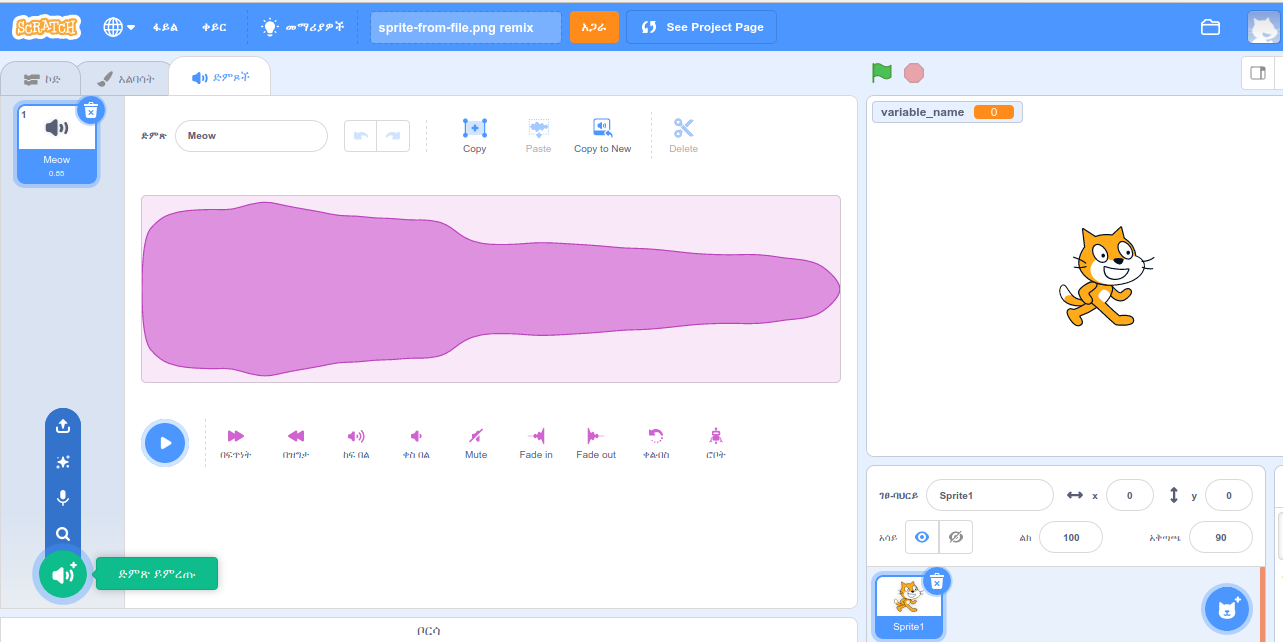 SCRATCH ፋይል ቀይር መማሪያዎች sprite-from-file.png remix አጋራ See Project Page
ኮድ አልባሳት ድምጾች
1
Meow
0.85
ድምጽ Meow
Copy Paste Copy to New Delete
በፍጥነት በዝግታ ከፍ በል ቀስ በል Mute Fade in Fade out ቀልብስ ሮቦት
ድምጽ ይምረጡ
ቦርሳ
variable_name 0
ገፀ-ባህርይ Sprite1 x 0 y 0
አሳይ ልክ 100 አቅጣጫ 90
Sprite1